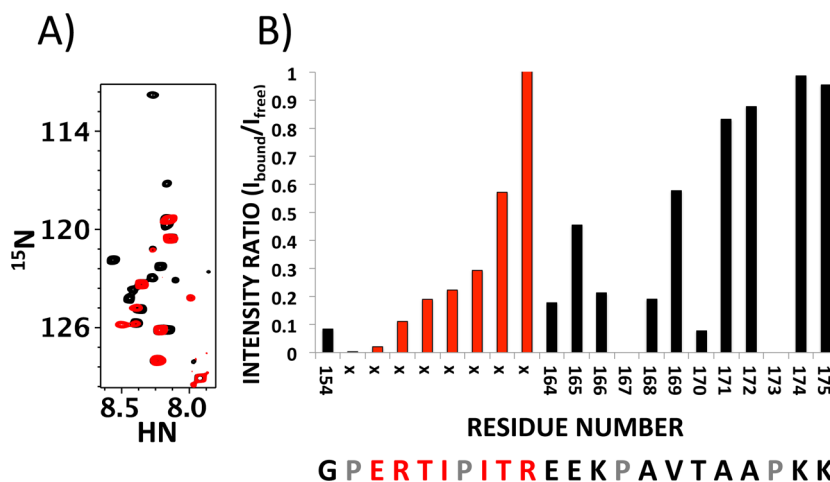 A)
B)
15N
114
120
126
8.5 8.0
HN
INTENSITY RATIO (Ibound/Ifree)
1
0.9
0.8
0.7
0.6
0.5
0.4
0.3
0.2
0.1
0
154 x x x x x x x x 164 165 166 167 168 169 170 171 172 173 174 175
RESIDUE NUMBER
GPERTIPITREEKPAVTAAPKK